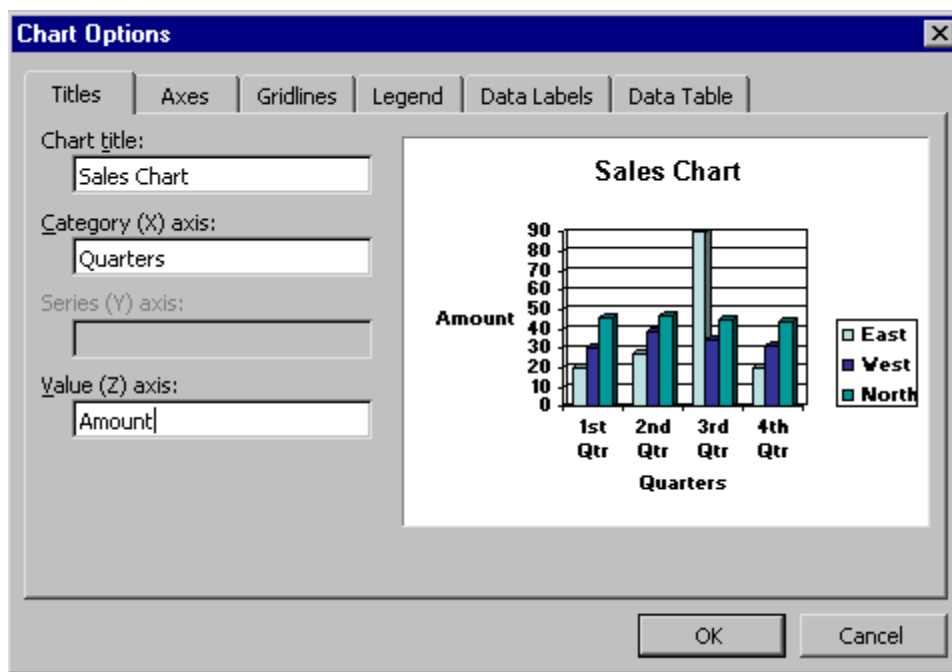 Chart Options
Titles Axes Gridlines Legend Data Labels Data Table
Chart title:
Sales Chart
Category (X) axis:
Quarters
Series (Y) axis:
Value (Z) axis:
Amount
Sales Chart
90
80
70
60
50
40
30
20
10
0
Amount
1st Qtr
2nd Qtr
3rd Qtr
4th Qtr
Quarters
East
West
North
OK Cancel